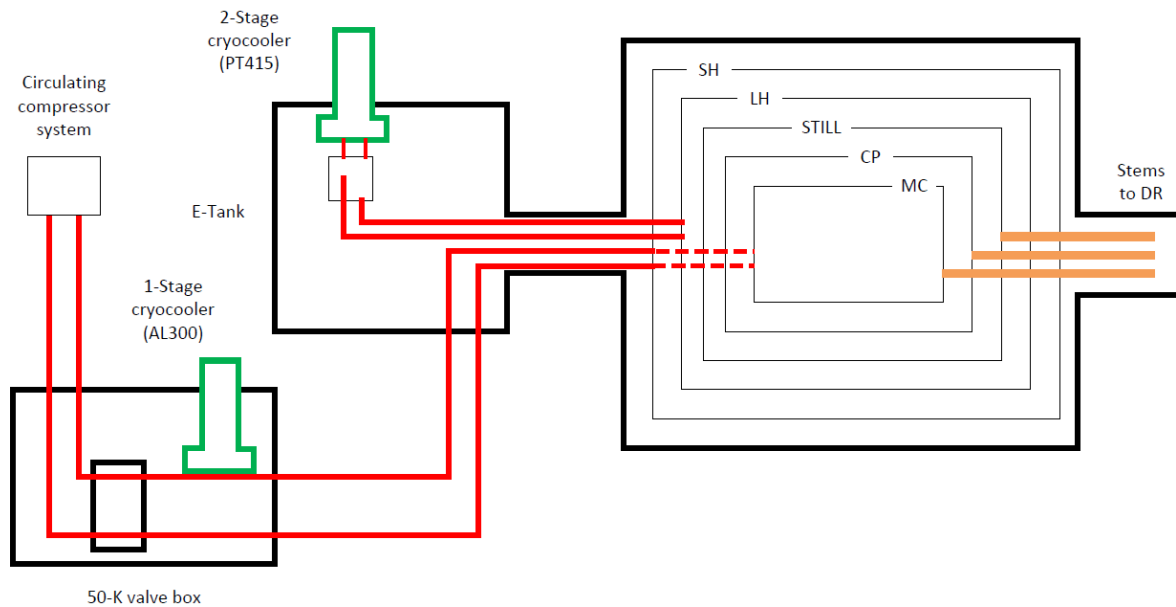 2-Stage
cryocooler
(PT415)
Circulating
compressor
system
SH
LH
STILL
CP
MC
Stems
to DR
E-Tank
1-Stage
cryocooler
(AL300)
50-K valve box